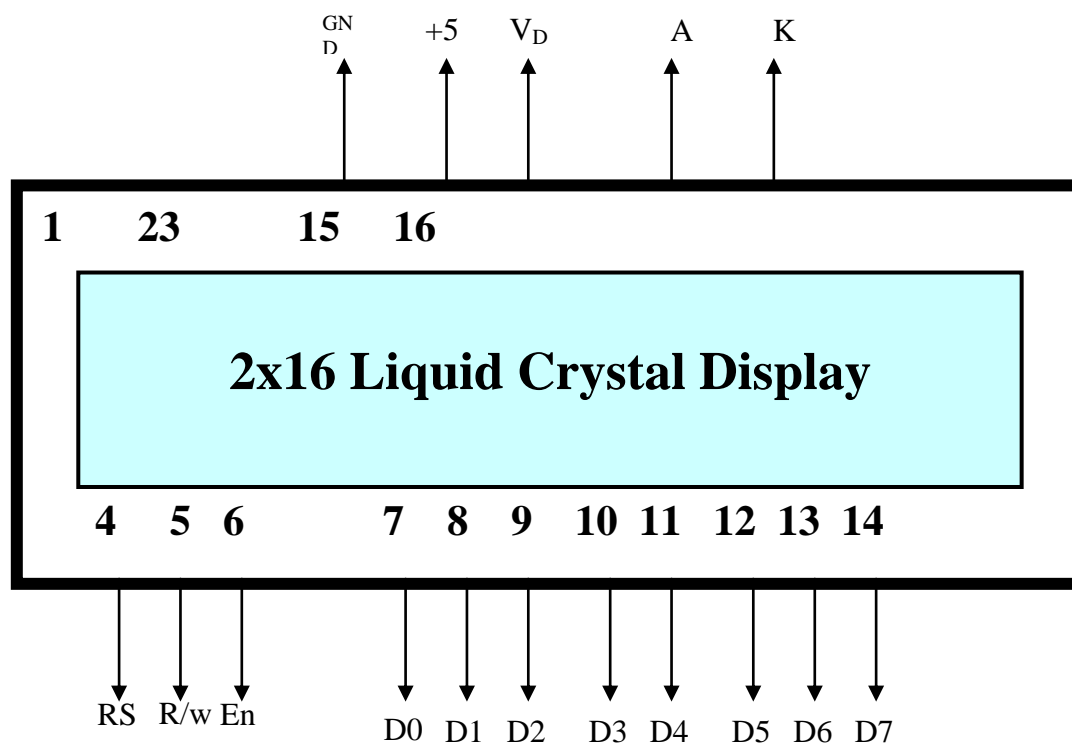 GN
D
+5 VD A K
1 23 15 16
2x16 Liquid Crystal Display
4 5 6 7 8 9 10 11 12 13 14
RS R/w En D0 D1 D2 D3 D4 D5 D6 D7